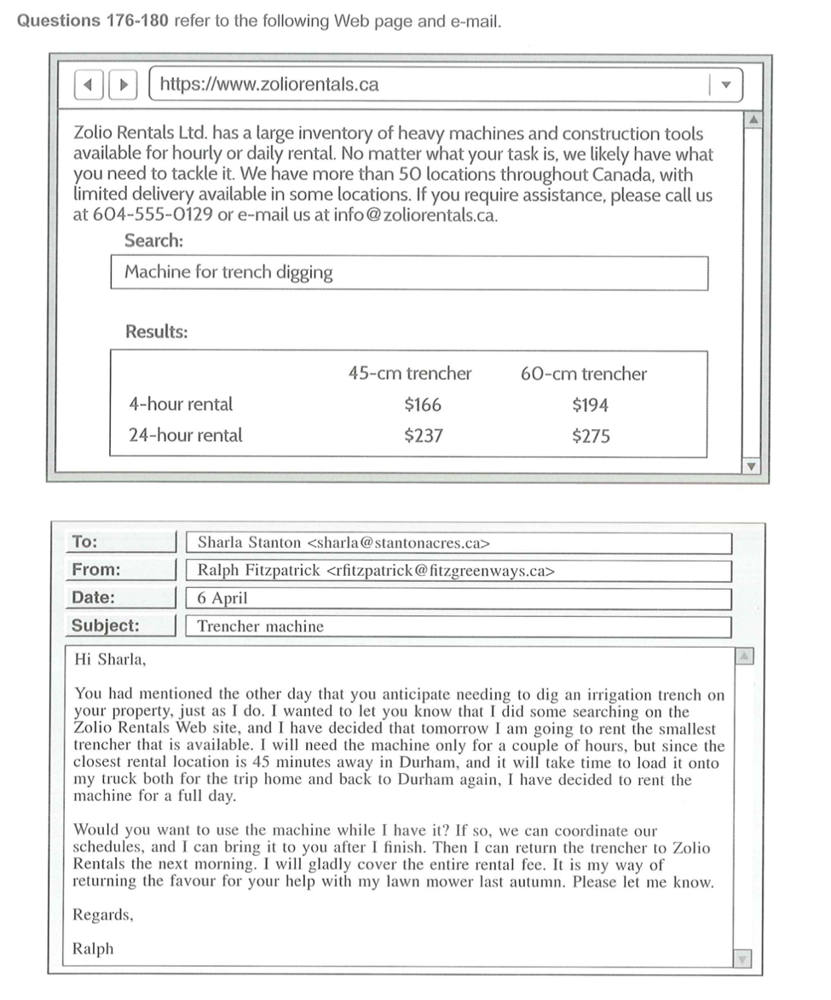 Questions 176-180 refer to the following Web page and e-mail.
https://www.zoliorentals.ca
Zolio Rentals Ltd. has a large inventory of heavy machines and construction tools
available for hourly or daily rental. No matter what your task is, we likely have what
you need to tackle it. We have more than 50 locations throughout Canada, with
limited delivery available in some locations. If you require assistance, please call us
at 604-555-0129 or e-mail us at info@zoliorentals.ca.
Search:
Machine for trench digging
Results:
45-cm trencher 60-cm trencher
4-hour rental $166 $194
24-hour rental $237 $275
To: Sharla Stanton <sharla@stantonacres.ca>
From: Ralph Fitzpatrick <rfitzpatrick@fitzgreenways.ca>
Date: 6 April
Subject: Trencher machine
Hi Sharla,
You had mentioned the other day that you anticipate needing to dig an irrigation trench on
your property, just as I do. I wanted to let you know that I did some searching on the
Zolio Rentals Web site, and I have decided that tomorrow I am going to rent the smallest
trencher that is available. I will need the machine only for a couple of hours, but since the
closest rental location is 45 minutes away in Durham, and it will take time to load it onto
my truck both for the trip home and back to Durham again, I have decided to rent the
machine for a full day.
Would you want to use the machine while I have it? If so, we can coordinate our
schedules, and I can bring it to you after I finish. Then I can return the trencher to Zolio
Rentals the next morning. I will gladly cover the entire rental fee. It is my way of
returning the favour for your help with my lawn mower last autumn. Please let me know.
Regards,
Ralph